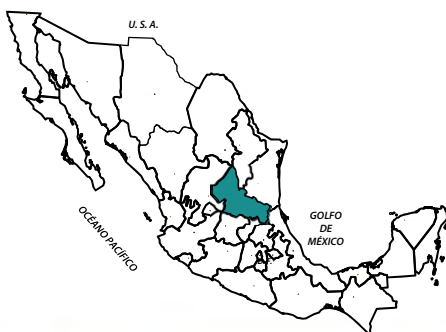 U. S. A.
OCÉANO PACÍFICO
GOLFO
DE
MÉXICO